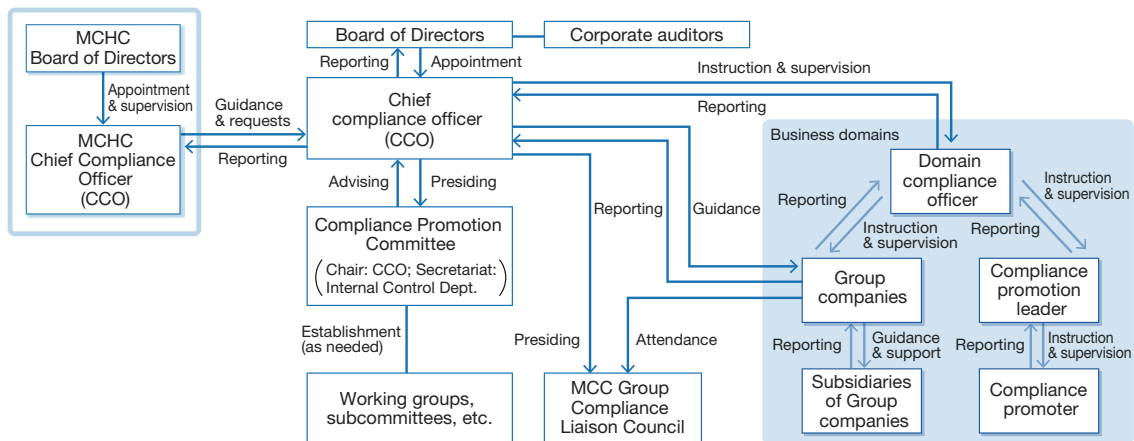 MCHC
Board of Directors
Appointment
& supervision
MCHC
Chief Compliance
Officer
(CCO)
Guidance
& requests
Reporting
Board of Directors
Corporate auditors
Reporting
Appointment
Chief
compliance officer
(CCO)
Instruction & supervision
Reporting
Advising
Presiding
Compliance Promotion
Committee
(Chair: CCO; Secretariat:
Internal Control Dept.)
Establishment
(as needed)
Working groups,
subcommittees, etc.
Reporting
Guidance
Presiding
Attendance
MCC Group
Compliance
Liaison Council
Business domains
Domain
compliance
officer
Reporting
Instruction
& supervision
Instruction
& supervision
Reporting
Group
companies
Compliance
promotion
leader
Reporting
Guidance
& support
Reporting
Instruction
& supervision
Subsidiaries
of Group
companies
Compliance
promoter